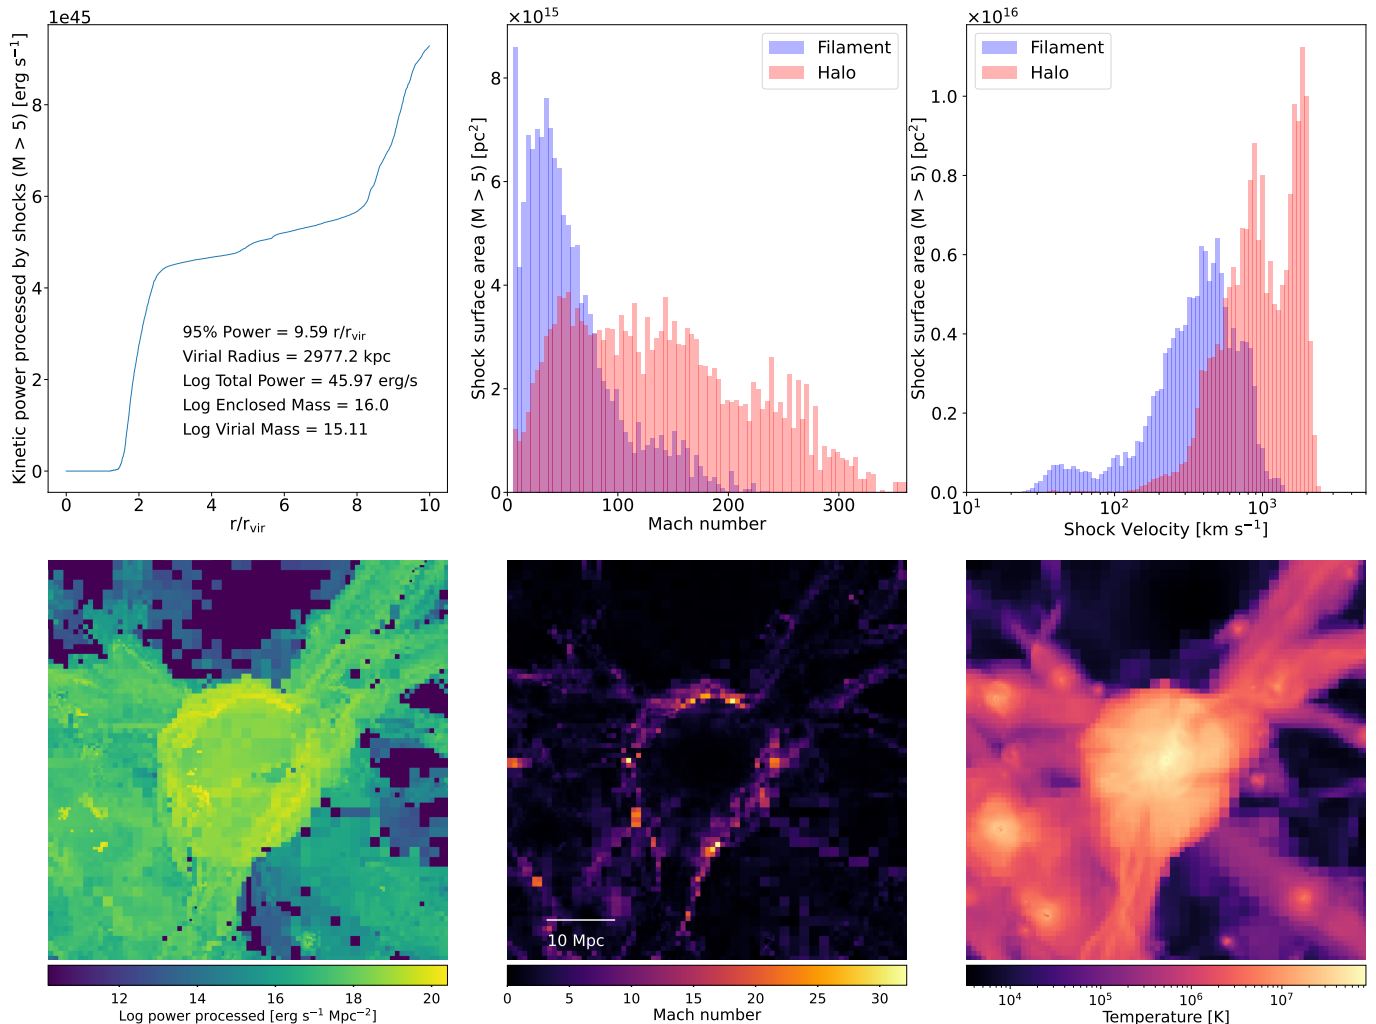 1e45
Kinetic power processed by shocks (M > 5) [erg s⁻¹]
8
6
4
2
0
95% Power = 9.59 r/r_vir
Virial Radius = 2977.2 kpc
Log Total Power = 45.97 erg/s
Log Enclosed Mass = 16.0
Log Virial Mass = 15.11
0 2 4 6 8 10
r/r_vir
×10¹⁵
Shock surface area (M > 5) [pc²]
8
6
4
2
0
Filament
Halo
0 100 200 300
Mach number
×10¹⁶
Shock surface area (M > 5) [pc²]
1.0
0.8
0.6
0.4
0.2
0.0
Filament
Halo
10¹ 10² 10³
Shock Velocity [km s⁻¹]
12 14 16 18 20
Log power processed [erg s⁻¹ Mpc⁻²]
10 Mpc
0 5 10 15 20 25 30
Mach number
10⁴ 10⁵ 10⁶ 10⁷
Temperature [K]